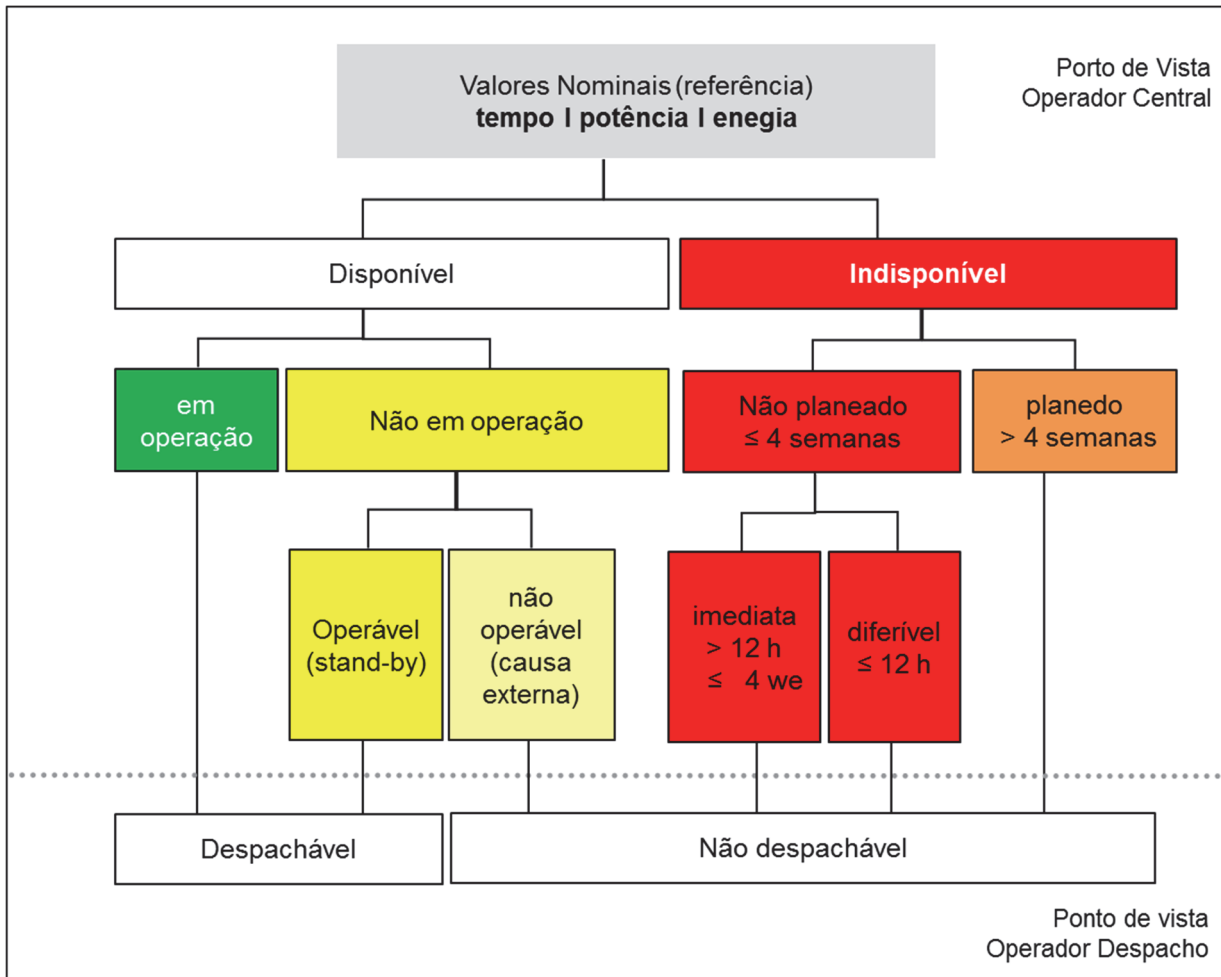 Porto de Vista
Operador Central
Valores Nominais (referência)
tempo I potência I enegia
Disponível
Indisponível
em
operação
Não em operação
Não planeado
≤ 4 semanas
planedo
> 4 semanas
Operável
(stand-by)
não
operável
(causa
externa)
imediata
> 12 h
≤ 4 we
diferível
≤ 12 h
Despachável
Não despachável
Ponto de vista
Operador Despacho